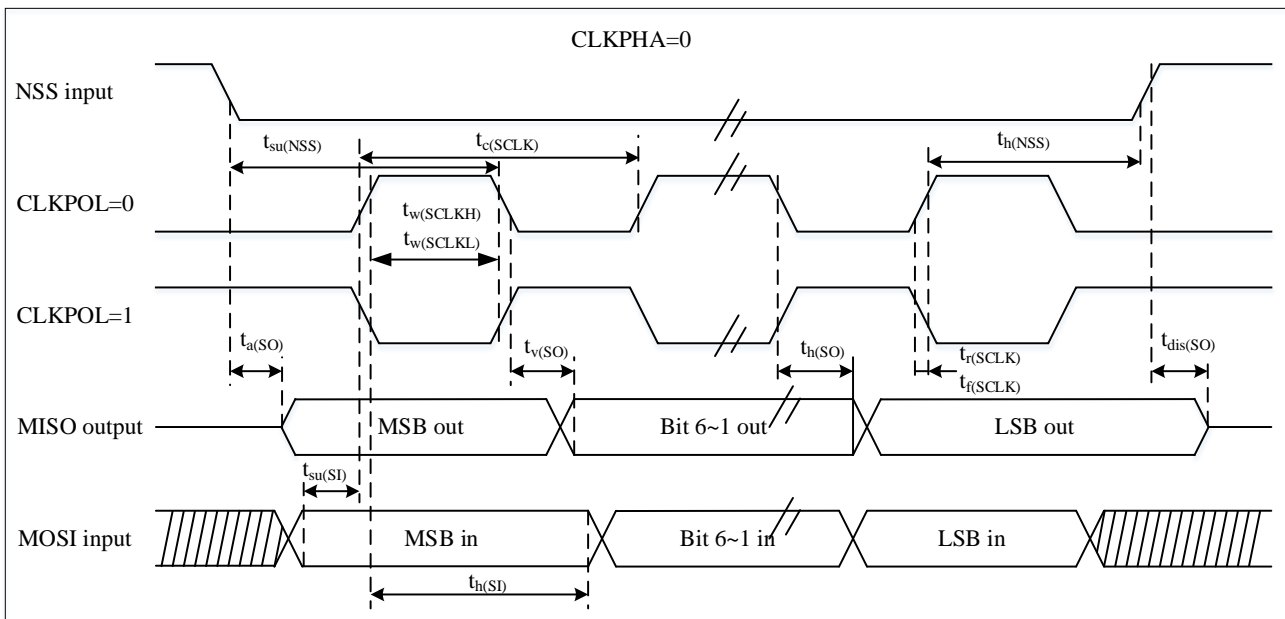 CLKPHA=0
NSS input
tsu(NSS)
tc(SCLK)
th(NSS)
CLKPOL=0
tw(SCLKH)
tw(SCLKL)
CLKPOL=1
ta(SO)
tv(SO)
th(SO)
tr(SCLK)
tf(SCLK)
tdis(SO)
MISO output
MSB out
Bit 6~1 out
LSB out
tsu(SI)
MOSI input
MSB in
Bit 6~1 in
LSB in
th(SI)